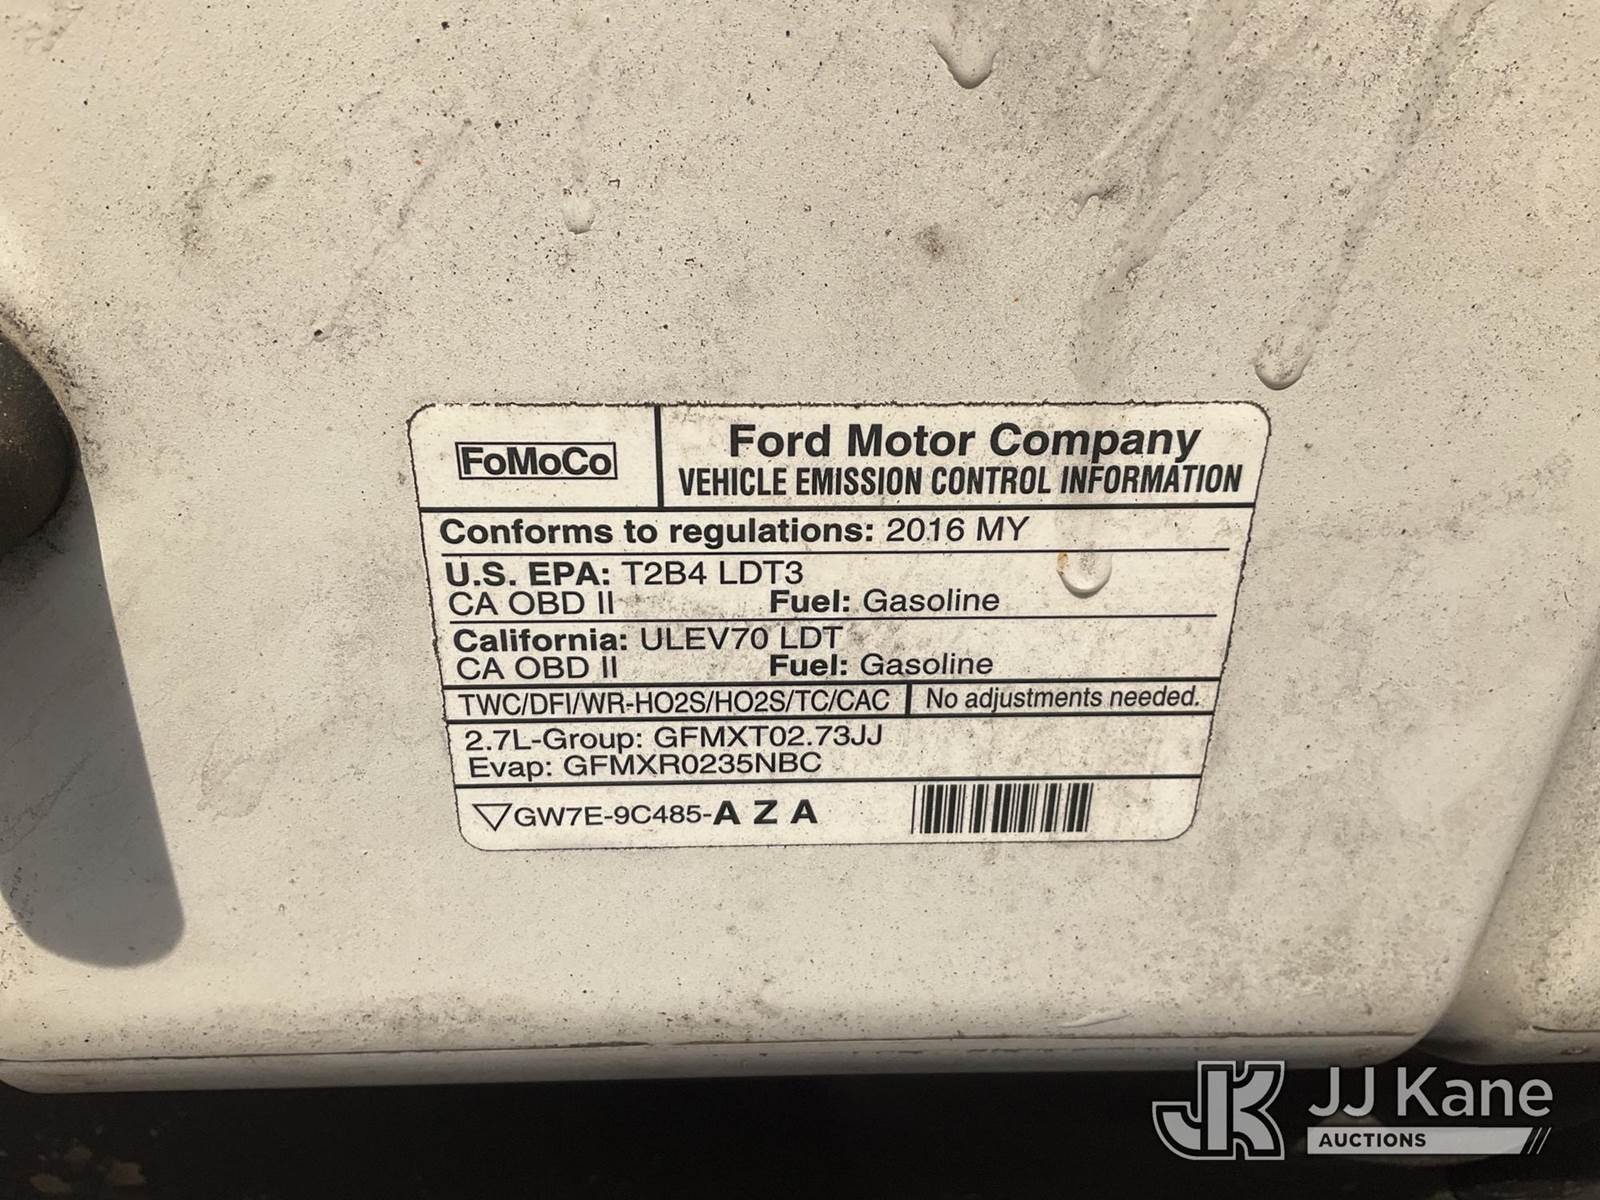 FoMoCo
Ford Motor Company
VEHICLE EMISSION CONTROL INFORMATION
Conforms to regulations: 2016 MY
U.S. EPA: T2B4 LDT3
CA OBD II Fuel: Gasoline
California: ULEV70 LDT
CA OBD II Fuel: Gasoline
TWC/DFI/WR-HO2S/HO2S/TC/CAC No adjustments needed.
2.7L-Group: GFMXT02.73JJ
Evap: GFMXR0235NBC
GW7E-9C485-A Z A
JK JJ Kane
AUCTIONS